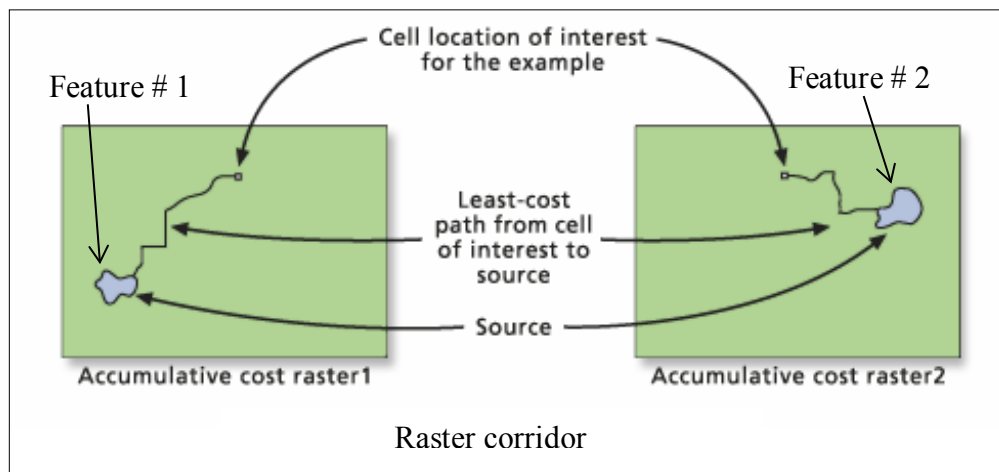 Cell location of interest
for the example
Feature # 1
Feature # 2
Least-cost
path from cell
of interest to
source
Source
Accumulative cost raster1
Accumulative cost raster2
Raster corridor